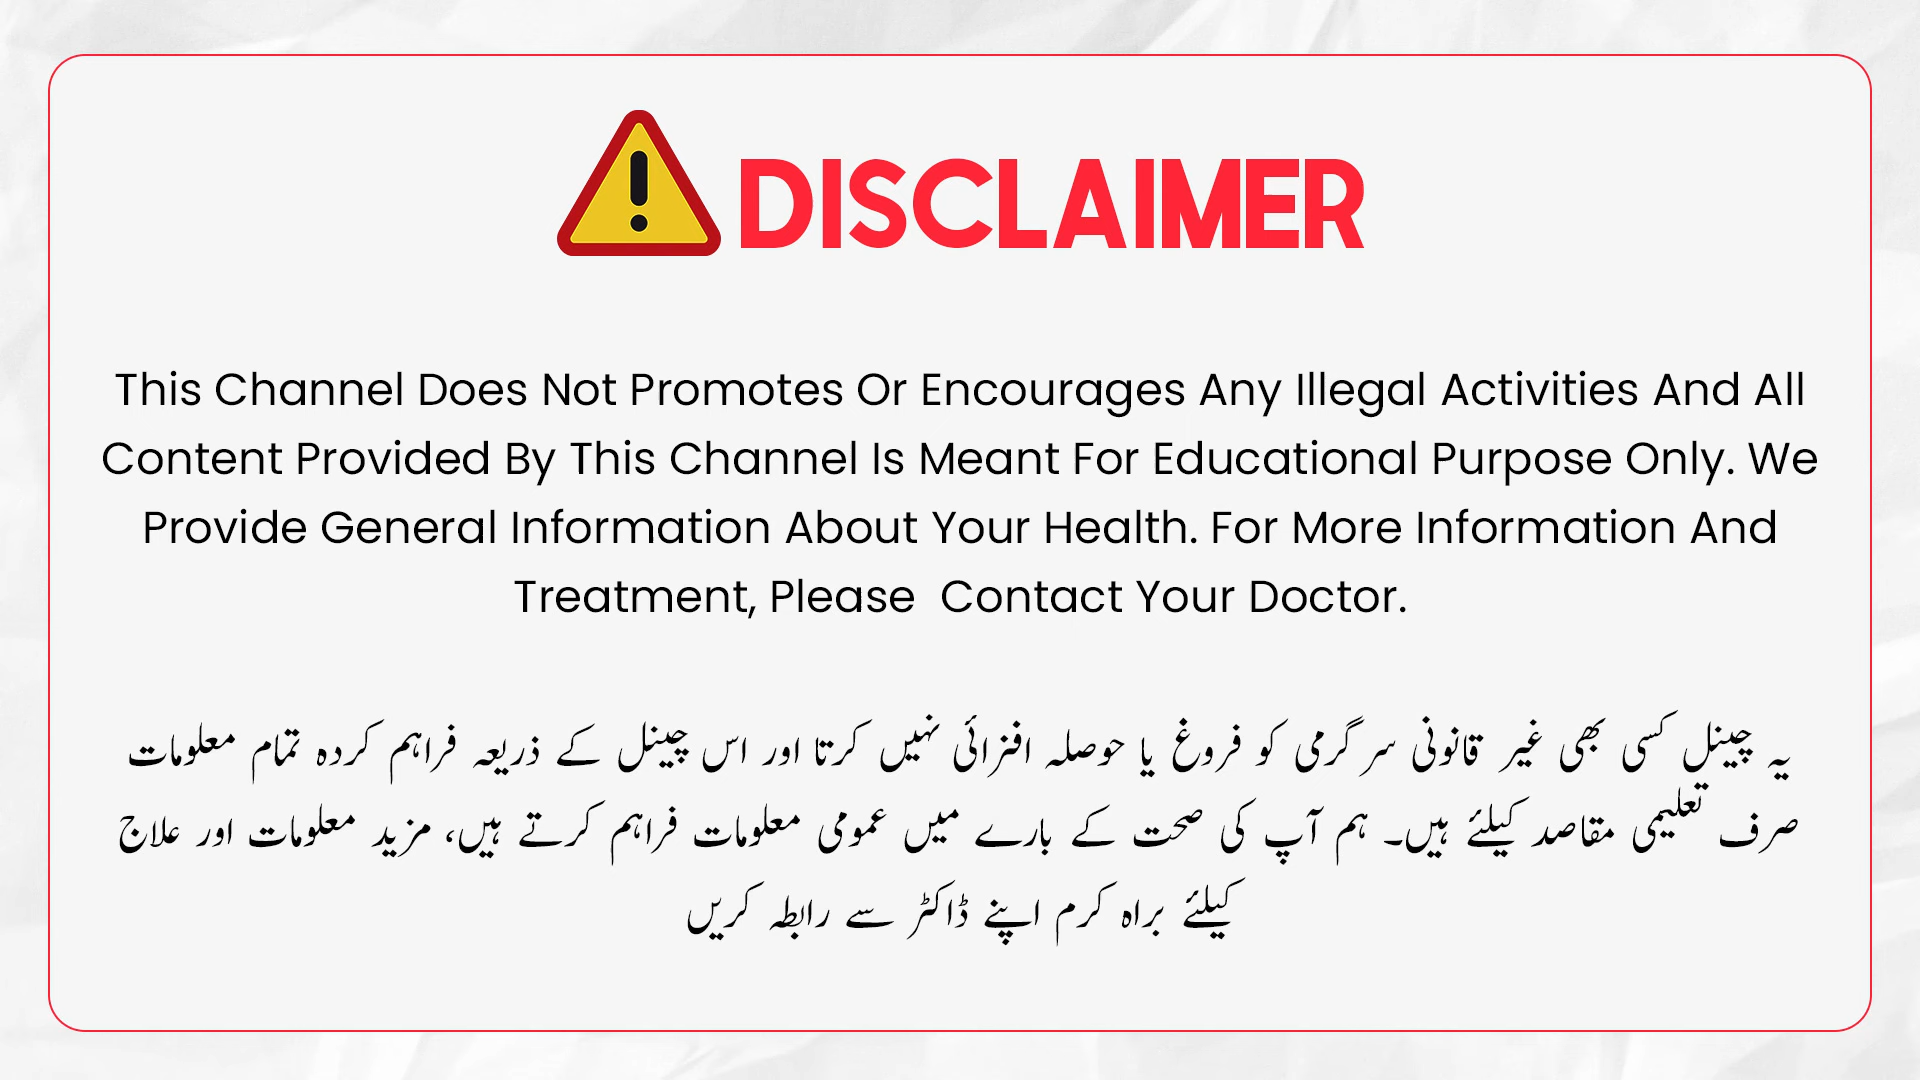 DISCLAIMER
This Channel Does Not Promotes Or Encourages Any Illegal Activities And All
Content Provided By This Channel Is Meant For Educational Purpose Only. We
Provide General Information About Your Health. For More Information And
Treatment, Please  Contact Your Doctor.
یہ چینل کسی بھی غیر قانونی سرگرمی کو فروغ یا حوصلہ افزائی نہیں کرتا اور اس چینل کے ذریعہ فراہم کردہ تمام معلومات
صرف تعلیمی مقاصد کیلئے ہیں۔ ہم آپ کی صحت کے بارے میں عمومی معلومات فراہم کرتے ہیں، مزید معلومات اور علاج
کیلئے براہ کرم اپنے ڈاکٹر سے رابطہ کریں